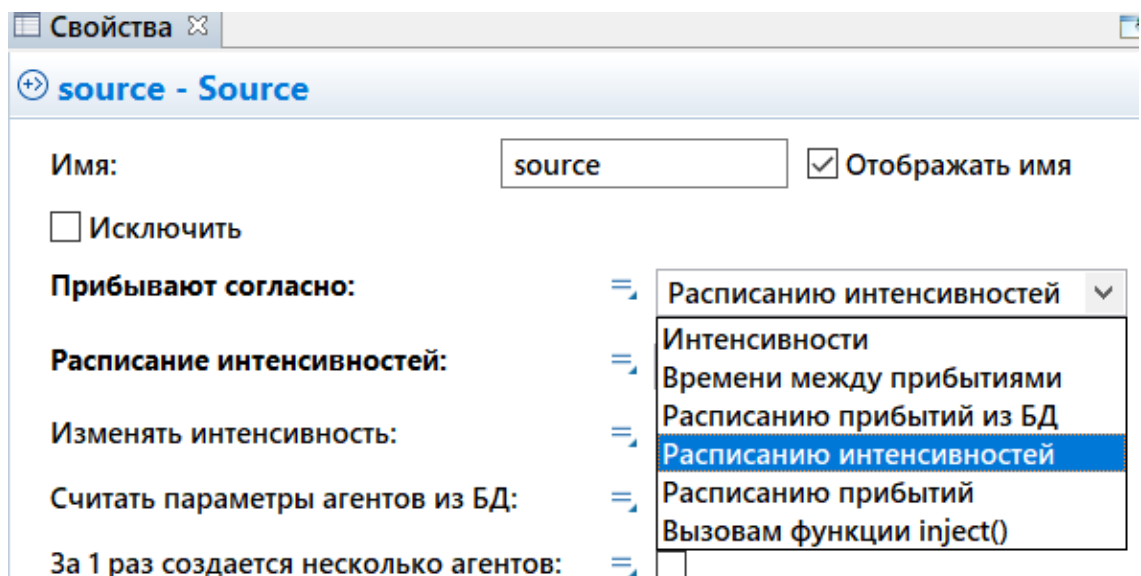 Свойства
source - Source
Имя: source Отображать имя
Исключить
Прибывают согласно: Расписанию интенсивностей
Интенсивности
Расписание интенсивностей:
Времени между прибытиями
Расписанию прибытий из БД
Изменять интенсивность:
Расписанию интенсивностей
Считать параметры агентов из БД:
Расписанию прибытий
Вызовам функции inject()
За 1 раз создается несколько агентов: